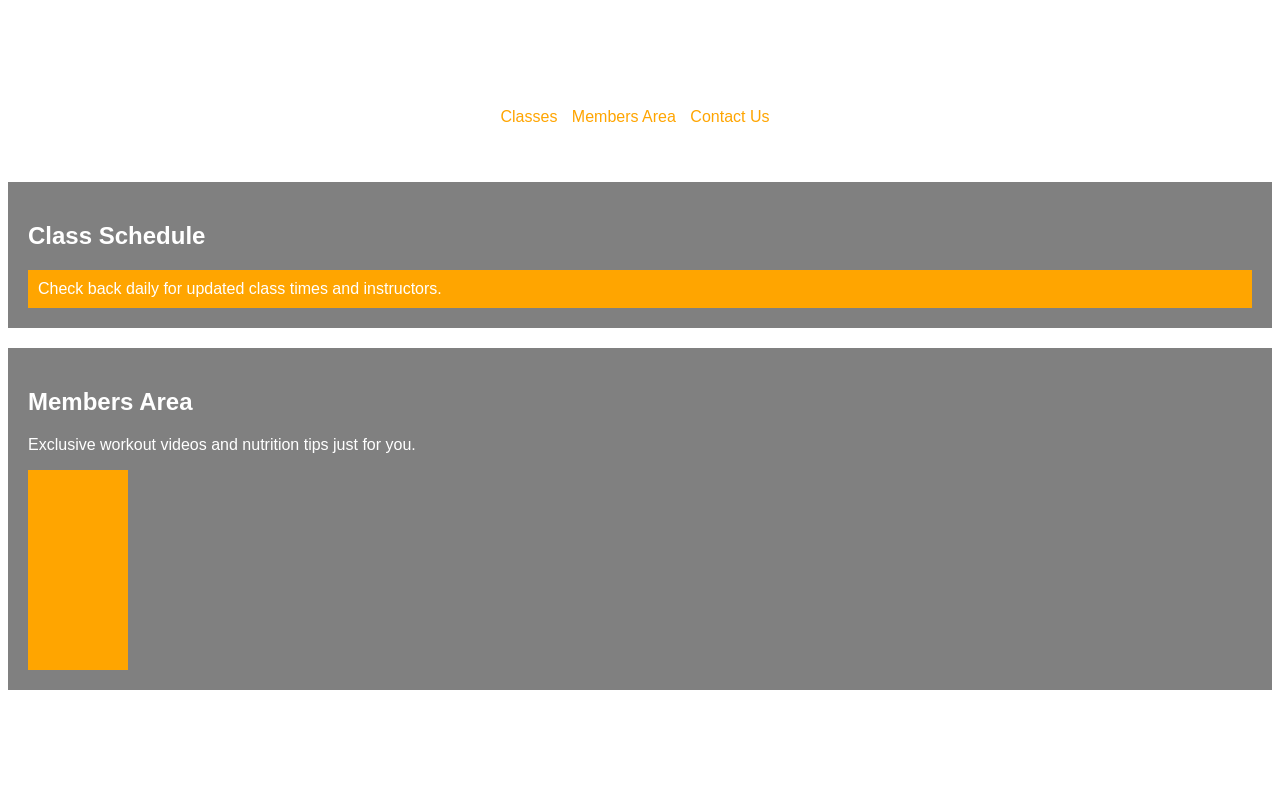 Classes Members Area Contact Us
Class Schedule
Check back daily for updated class times and instructors.
Members Area
Exclusive workout videos and nutrition tips just for you.